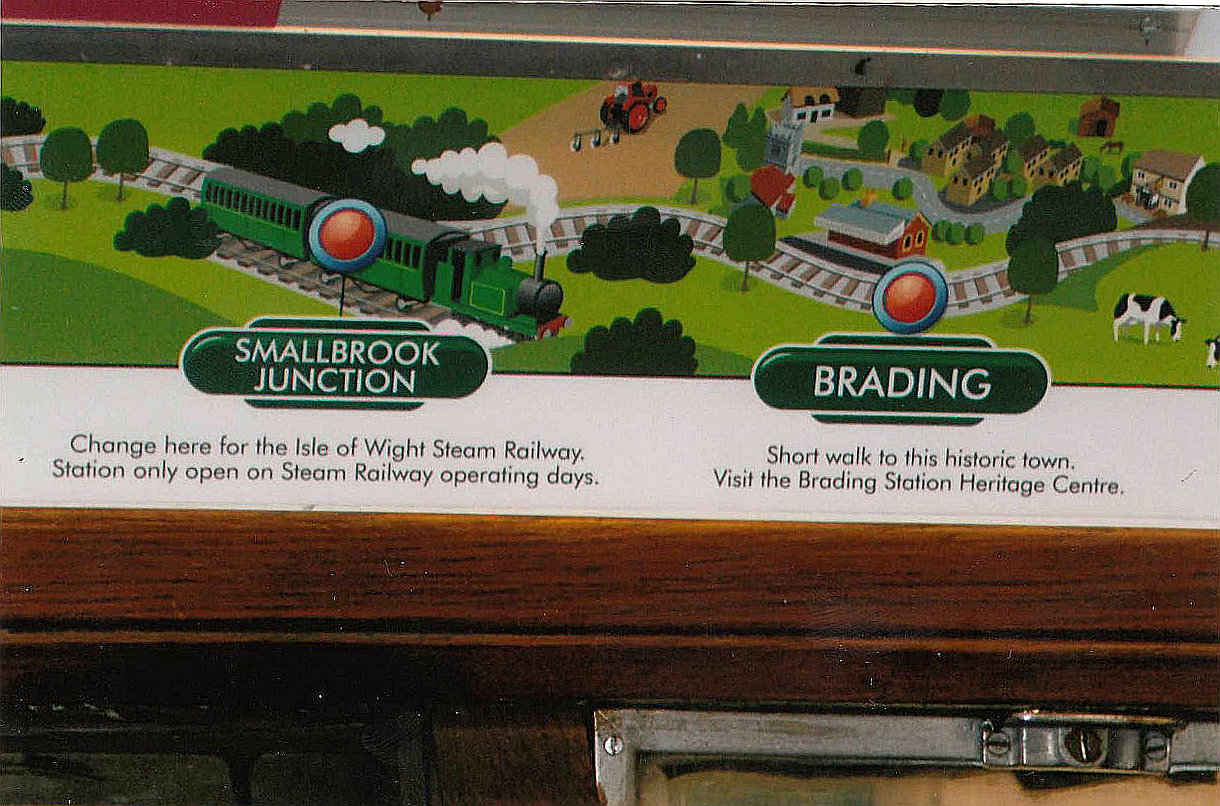 SMALLBROOK
JUNCTION
Change here for the Isle of Wight Steam Railway.
Station only open on Steam Railway operating days.
BRADING
Short walk to this historic town.
Visit the Brading Station Heritage Centre.